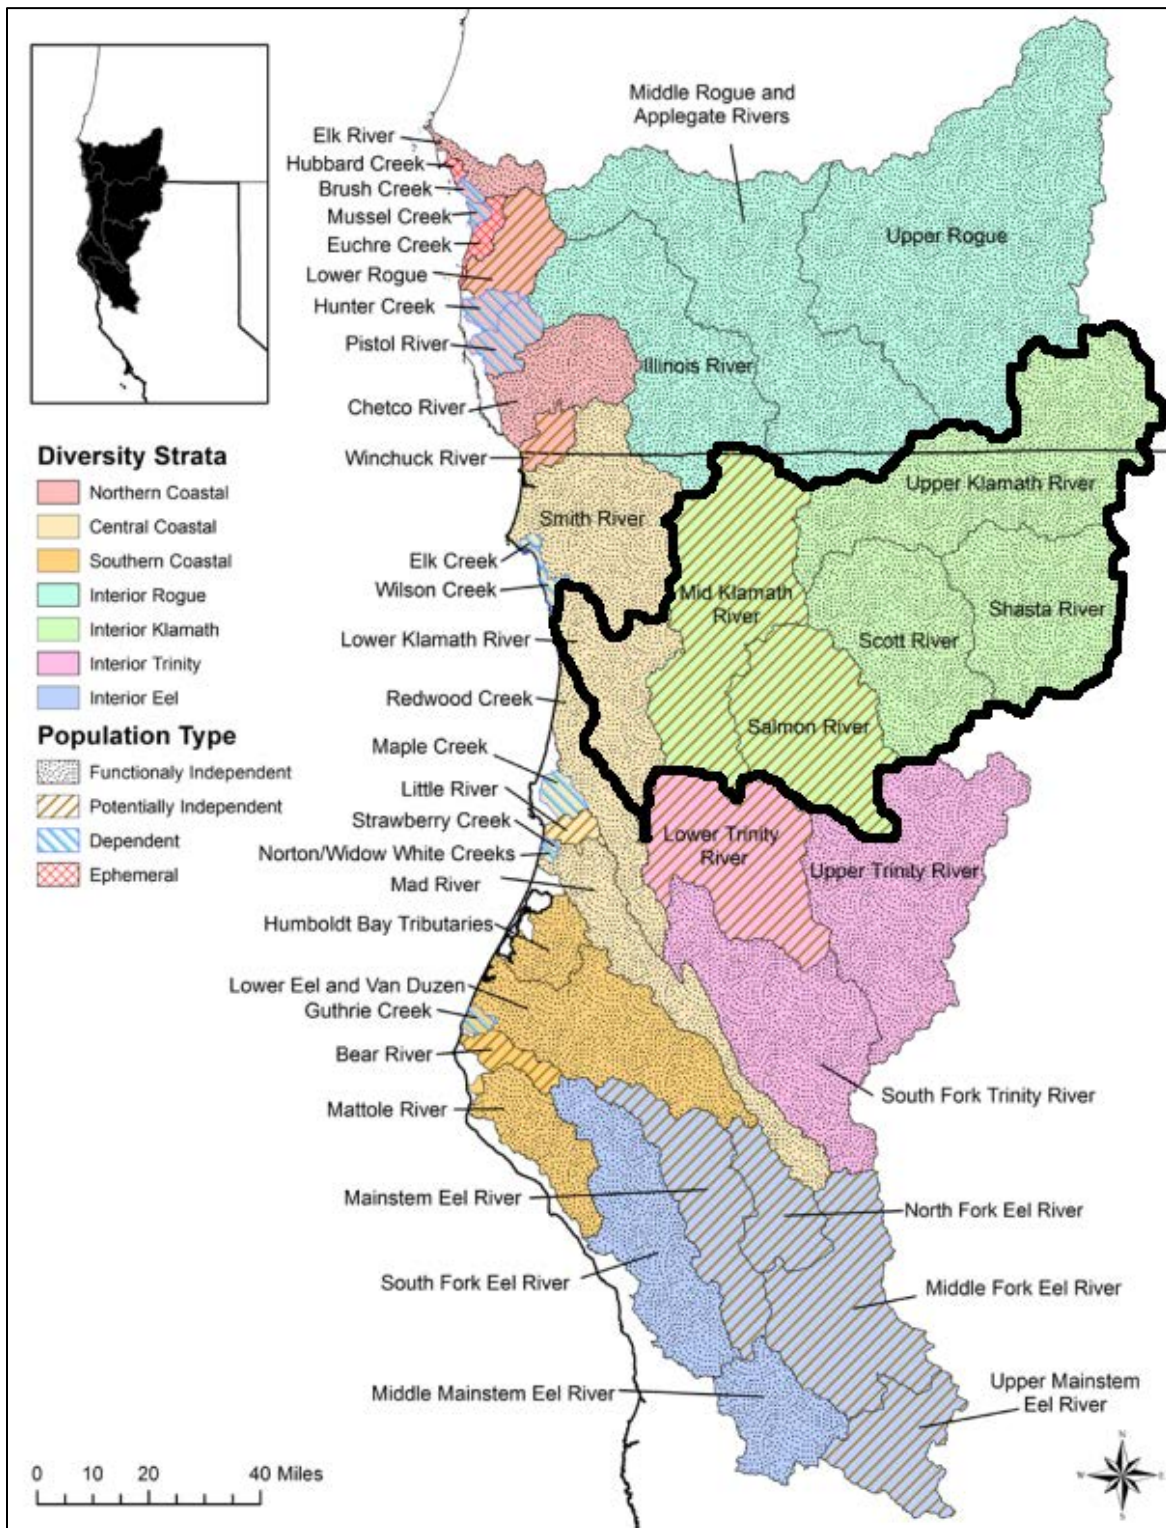 Middle Rogue and
Applegate Rivers
Elk River
Hubbard Creek
Brush Creek
Mussel Creek
Euchre Creek
Lower Rogue
Hunter Creek
Pistol River
Chetco River
Winchuck River
Upper Rogue
Illinois River
Upper Klamath River
Smith River
Elk Creek
Wilson Creek
Mid Klamath
River
Shasta River
Scott River
Lower Klamath River
Redwood Creek
Salmon River
Maple Creek
Little River
Strawberry Creek
Norton/Widow White Creeks
Mad River
Lower Trinity
River
Upper Trinity River
Humboldt Bay Tributaries
Lower Eel and Van Duzen
Guthrie Creek
Bear River
Mattole River
South Fork Trinity River
Mainstem Eel River
North Fork Eel River
South Fork Eel River
Middle Fork Eel River
Middle Mainstem Eel River
Upper Mainstem
Eel River
Diversity Strata
Northern Coastal
Central Coastal
Southern Coastal
Interior Rogue
Interior Klamath
Interior Trinity
Interior Eel
Population Type
Functionaly Independent
Potentially Independent
Dependent
Ephemeral
0 10 20 40 Miles
N
W E
S